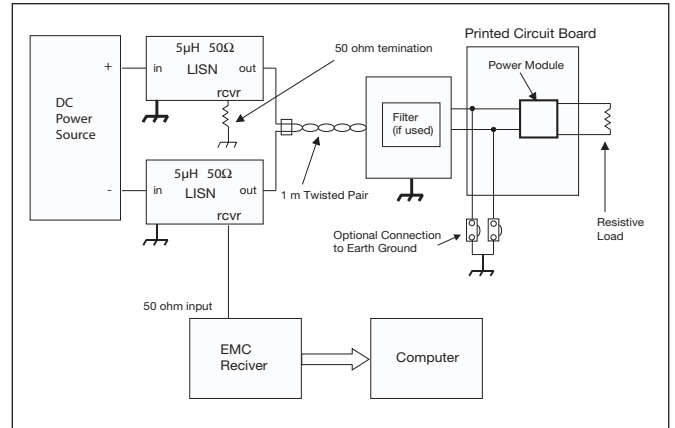 Printed Circuit Board
5µH 50Ω
LISN
in
out
rcvr
+
50 ohm temination
Power Module
DC
Power
Source
Filter
(if used)
5µH 50Ω
LISN
in
out
rcvr
-
1 m Twisted Pair
Optional Connection
to Earth Ground
Resistive
Load
50 ohm input
EMC
Reciver
Computer